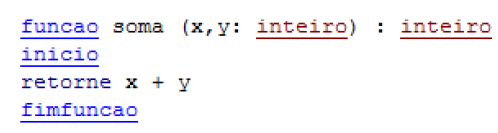 funcao soma (x,y: inteiro) : inteiro
inicio
retorne x + y
fimfuncao